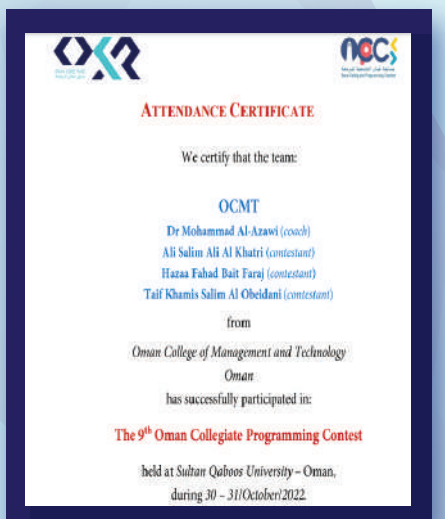 ATTENDANCE CERTIFICATE
We certify that the team:
OCMT
Dr Mohammad Al-Azawi (coach)
Ali Salim Ali Al Khatri (contestant)
Hazaa Fahad Bait Faraj (contestant)
Taif Khamis Salim Al Obeidani (contestant)
from
Oman College of Management and Technology
Oman
has successfully participated in:
The 9th Oman Collegiate Programming Contest
held at Sultan Qaboos University – Oman,
during 30 – 31/October/2022.